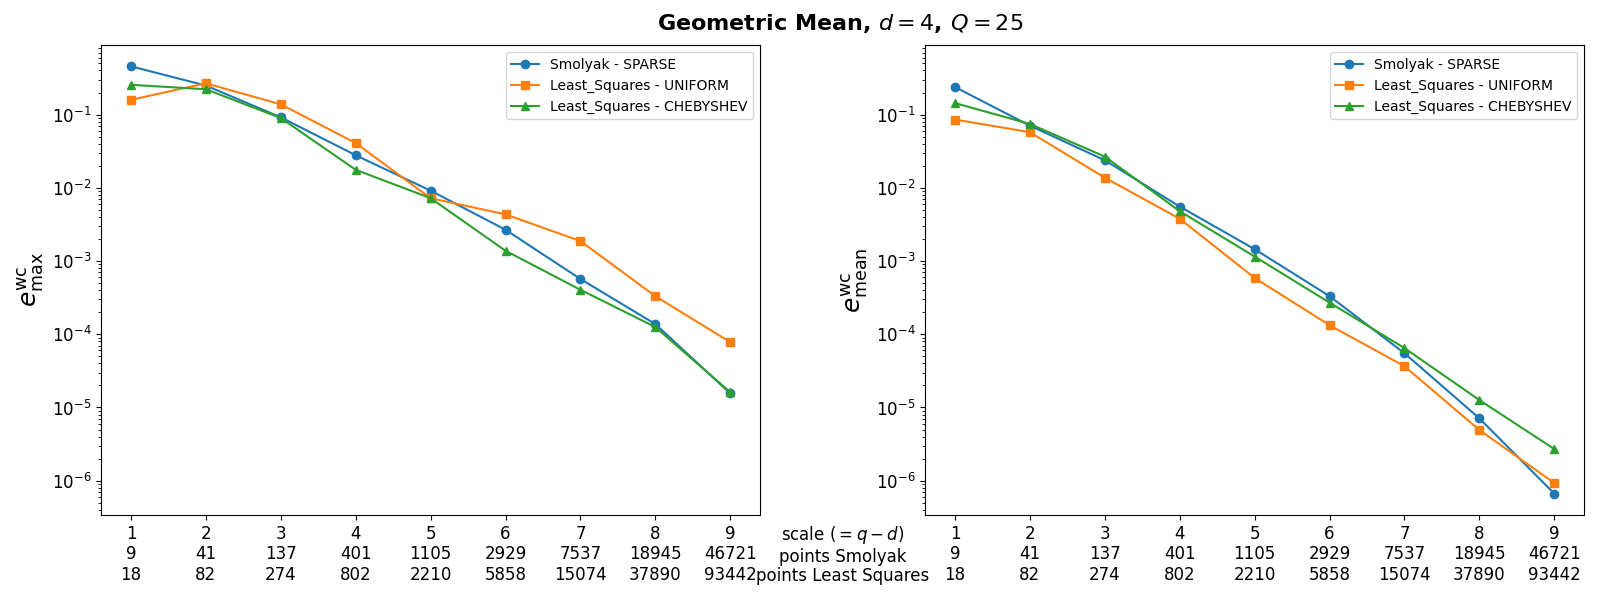 Geometric Mean, d = 4, Q = 25
Smolyak - SPARSE
Least_Squares - UNIFORM
Least_Squares - CHEBYSHEV
10⁻¹
10⁻²
10⁻³
10⁻⁴
10⁻⁵
10⁻⁶
e^wc_max
1 2 3 4 5 6 7 8 9
9 41 137 401 1105 2929 7537 18945 46721
18 82 274 802 2210 5858 15074 37890 93442
scale (= q − d)
points Smolyak
points Least Squares
Smolyak - SPARSE
Least_Squares - UNIFORM
Least_Squares - CHEBYSHEV
10⁻¹
10⁻²
10⁻³
10⁻⁴
10⁻⁵
10⁻⁶
e^wc_mean
1 2 3 4 5 6 7 8 9
9 41 137 401 1105 2929 7537 18945 46721
18 82 274 802 2210 5858 15074 37890 93442